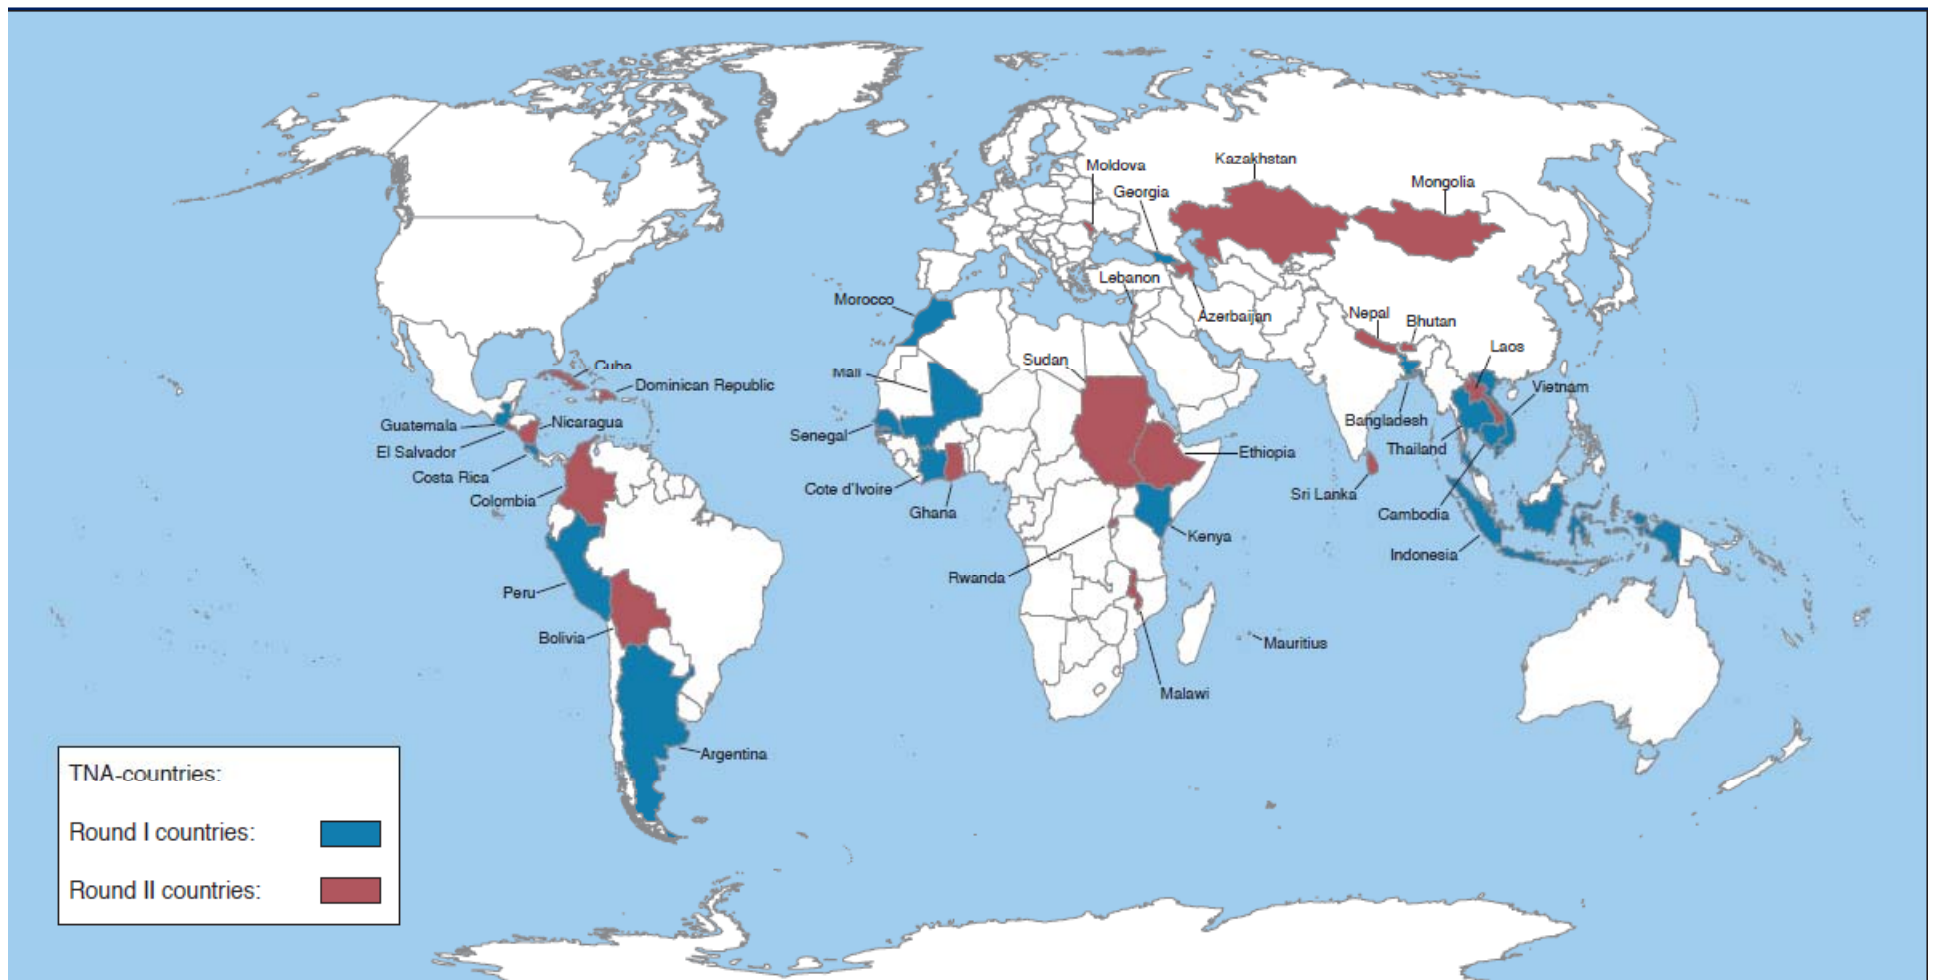 Kazakhstan
Moldova
Mongolia
Georgia
Lebanon
Morocco
Azerbaijan
Nepal
Bhutan
Laos
Sudan
Cuba
Mali
Dominican Republic
Vietnam
Guatemala
Nicaragua
Bangladesh
Senegal
Thailand
El Salvador
Ethiopia
Costa Rica
Colombia
Cote d'Ivoire
Sri Lanka
Ghana
Cambodia
Kenya
Indonesia
Rwanda
Peru
Bolivia
Mauritius
Malawi
Argentina
TNA-countries:
Round I countries:
Round II countries: